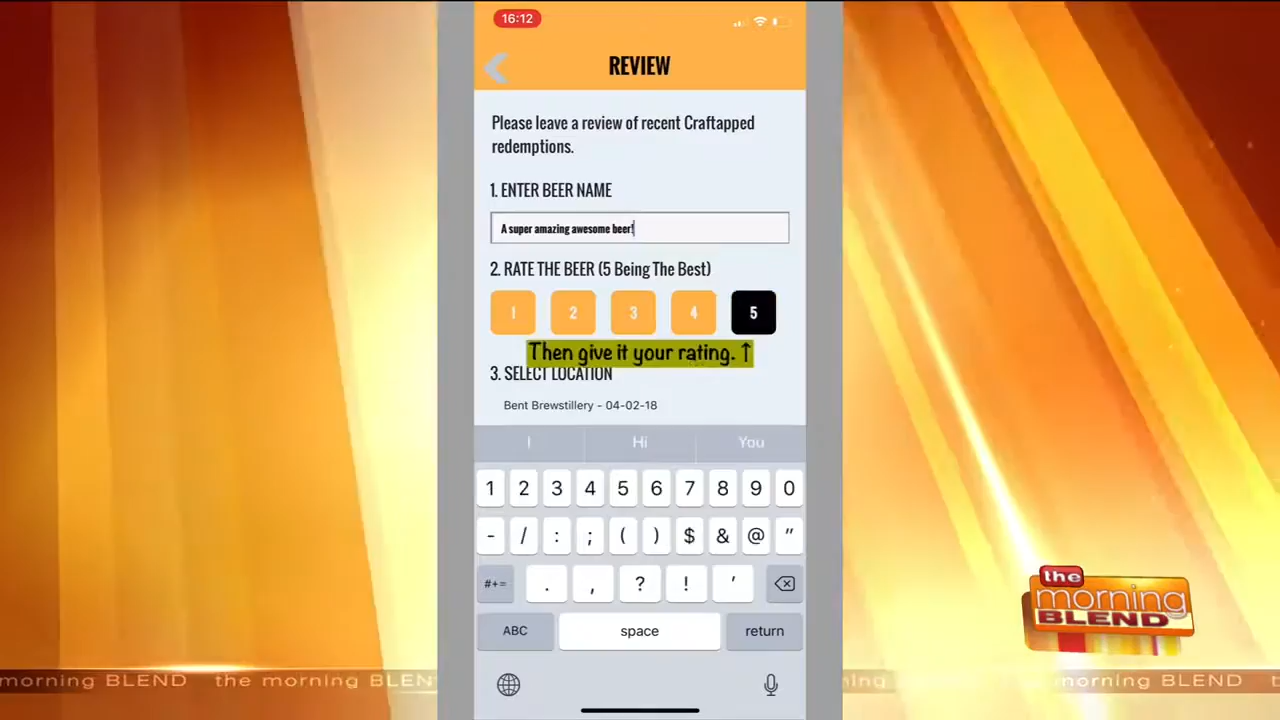 16:12
REVIEW
Please leave a review of recent Craftapped
redemptions.
1. ENTER BEER NAME
A super amazing awesome beer!
2. RATE THE BEER (5 Being The Best)
1 2 3 4 5
Then give it your rating. ↑
3. SELECT LOCATION
Bent Brewstillery - 04-02-18
I Hi You
1 2 3 4 5 6 7 8 9 0
- / : ; ( ) $ & @ "
#+= . , ? ! '
ABC space return
the
morning
BLEND
morning BLEND the morning BLEN the morning BLEND